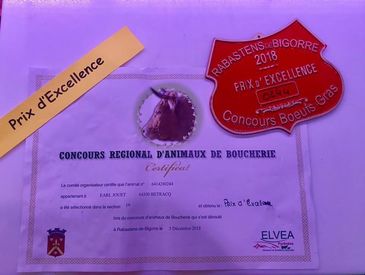 Prix d'Excellence
RABASTENS DE BIGORRE
2018
PRIX D'EXCELLENCE
Concours Boeufs Gras
CONCOURS REGIONAL D'ANIMAUX DE BOUCHERIE
Certificat
Le comité organisateur certifie que l'animal n°
appartenant à EARL JOUET
a été sélectionné dans la section et obtenu le : Prix d'Excellence
lors du concours d'animaux de Boucherie qui s'est déroulé
à Rabastens-de-Bigorre le 3 Décembre 2018
ELVEA